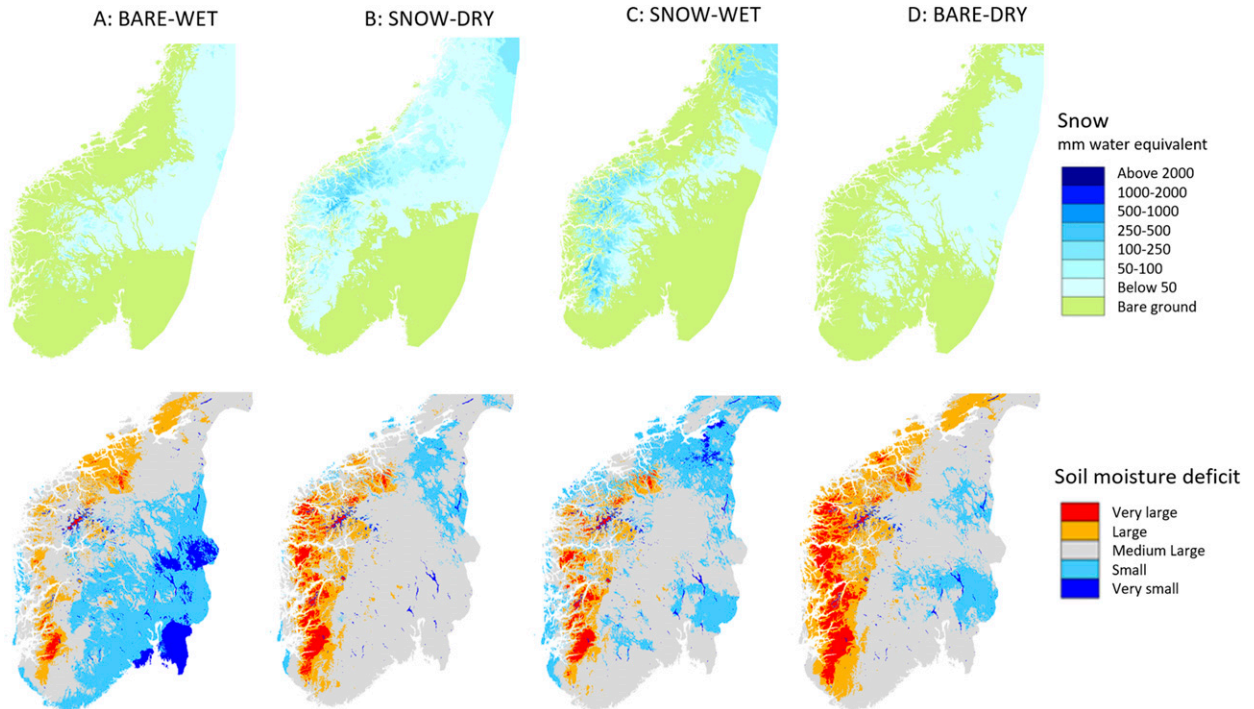 A: BARE-WET
B: SNOW-DRY
C: SNOW-WET
D: BARE-DRY
Snow
mm water equivalent
Above 2000
1000-2000
500-1000
250-500
100-250
50-100
Below 50
Bare ground
Soil moisture deficit
Very large
Large
Medium Large
Small
Very small